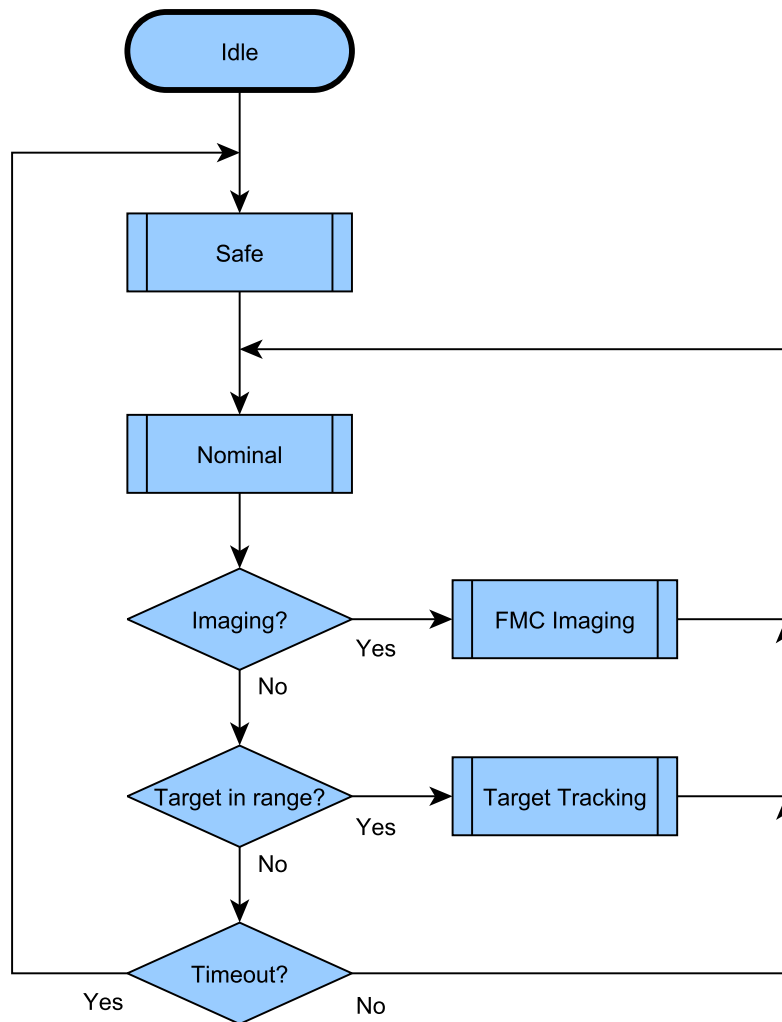 Idle
Safe
Nominal
Imaging?
Yes
FMC Imaging
No
Target in range?
Yes
Target Tracking
No
Timeout?
Yes
No